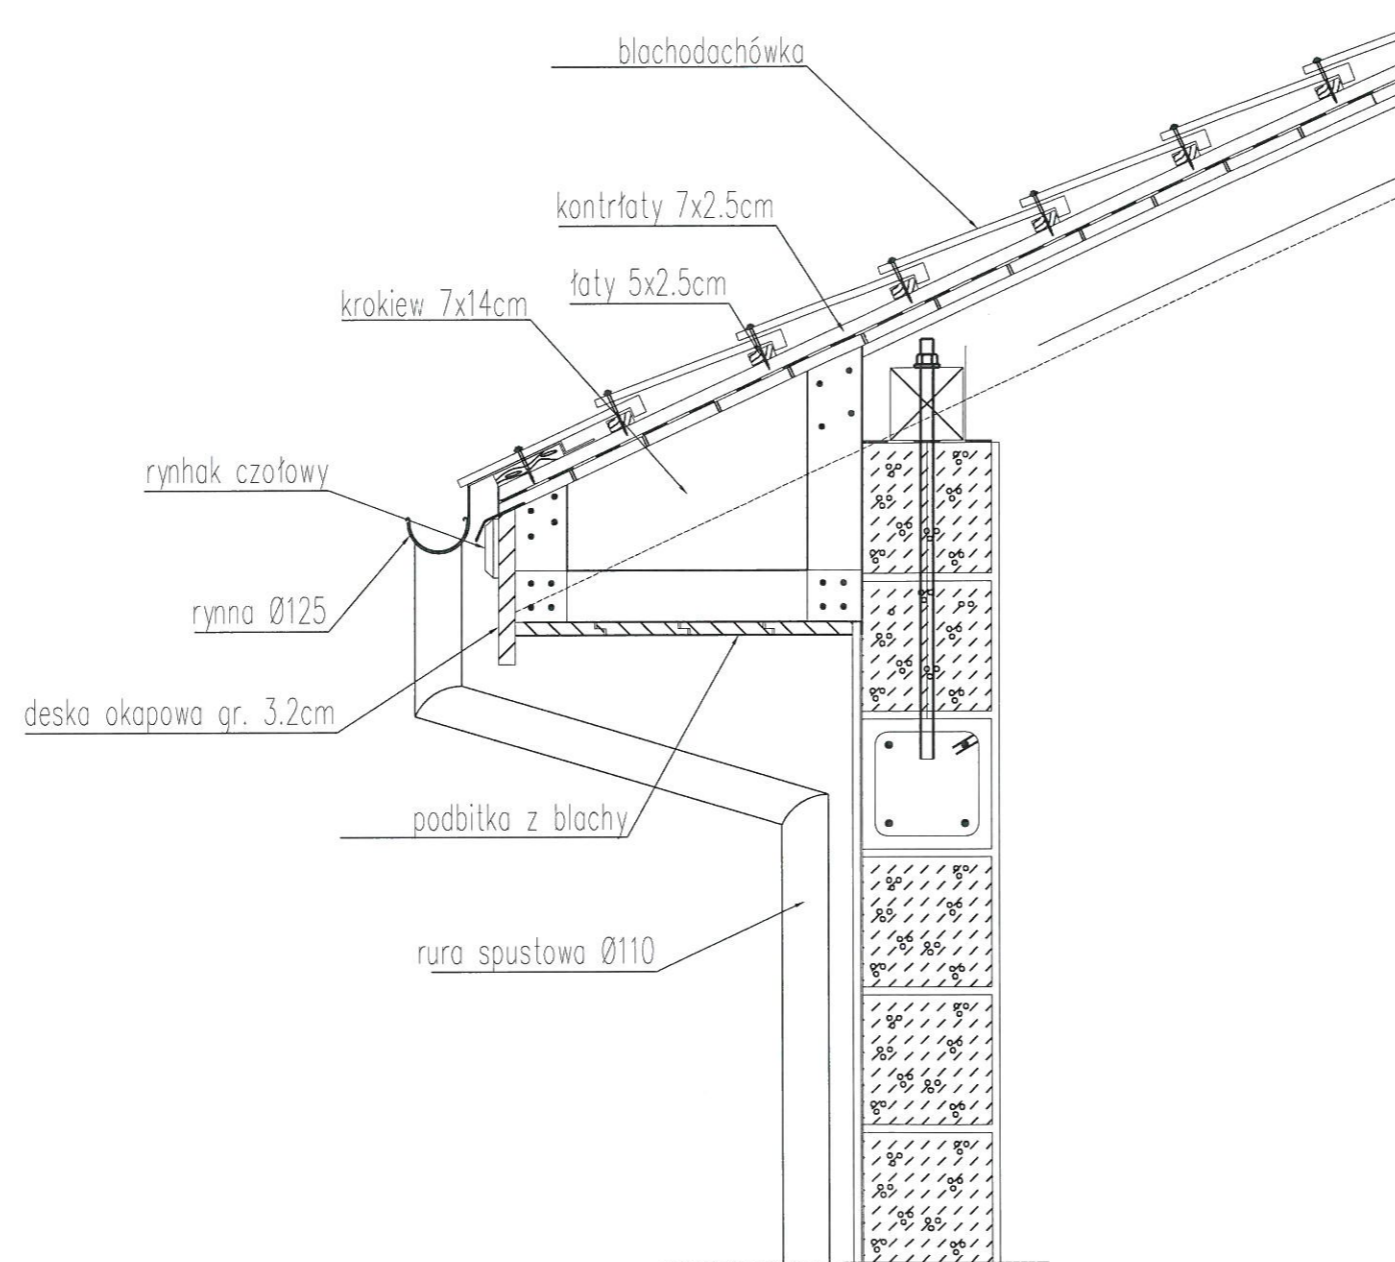 blachodachówka
kontrłaty 7x2.5cm
łaty 5x2.5cm
krokiew 7x14cm
rynhak czołowy
rynna Ø125
deska okapowa gr. 3.2cm
podbitka z blachy
rura spustowa Ø110